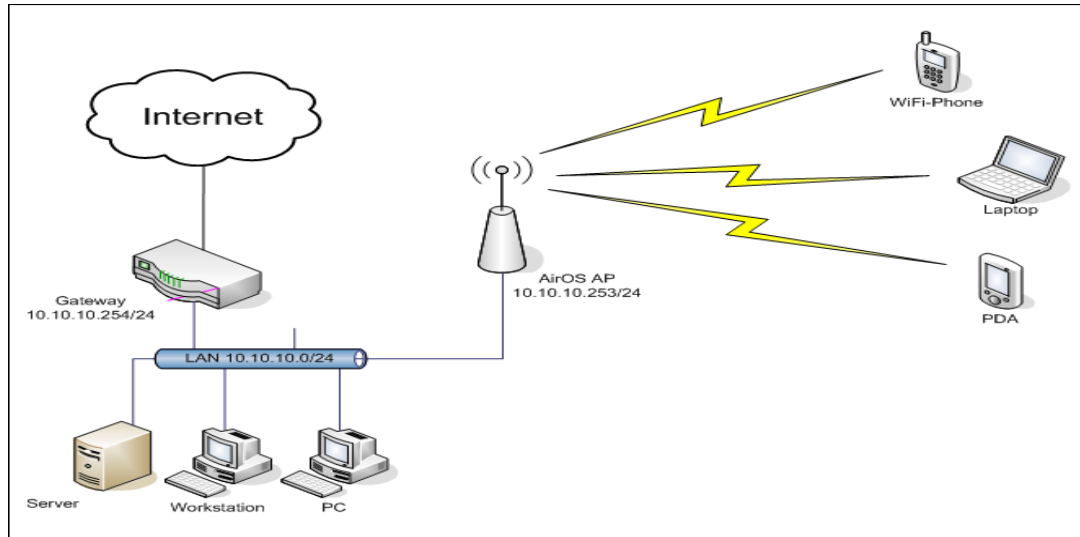 Internet
WiFi-Phone
Laptop
AirOS AP
10.10.10.253/24
Gateway
10.10.10.254/24
PDA
LAN 10.10.10.0/24
Server
Workstation
PC